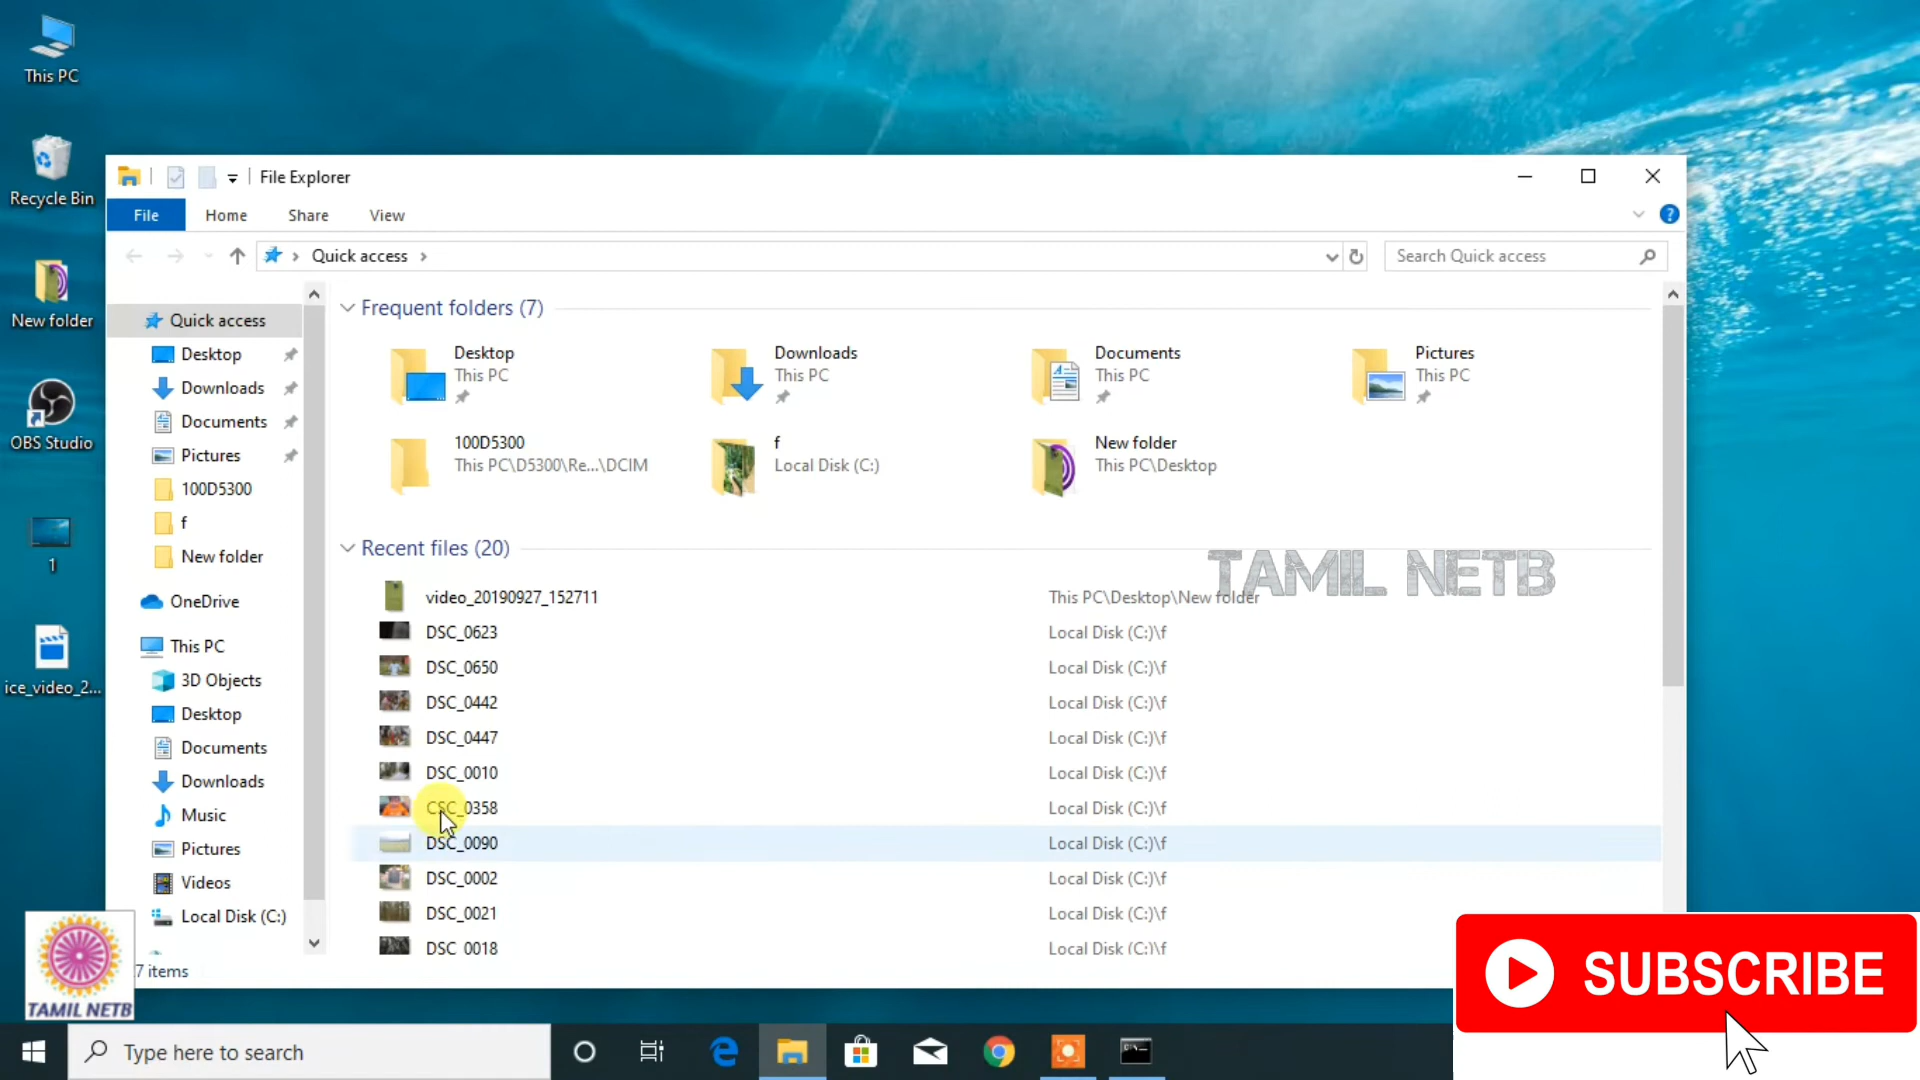 This PC
Recycle Bin
New folder
OBS Studio
1
ice_video_2...
File Explorer
File Home Share View
Quick access
Search Quick access
Quick access
Desktop
Downloads
Documents
Pictures
100D5300
f
New folder
OneDrive
This PC
3D Objects
Desktop
Documents
Downloads
Music
Pictures
Videos
Local Disk (C:)
Frequent folders (7)
Desktop
This PC
Downloads
This PC
Documents
This PC
Pictures
This PC
100D5300
This PC\D5300\Re...\DCIM
f
Local Disk (C:)
New folder
This PC\Desktop
Recent files (20)
TAMIL NETB
video_20190927_152711 This PC\Desktop\New folder
DSC_0623 Local Disk (C:)\f
DSC_0650 Local Disk (C:)\f
DSC_0442 Local Disk (C:)\f
DSC_0447 Local Disk (C:)\f
DSC_0010 Local Disk (C:)\f
CSC_0358 Local Disk (C:)\f
DSC_0090 Local Disk (C:)\f
DSC_0002 Local Disk (C:)\f
DSC_0021 Local Disk (C:)\f
DSC_0018 Local Disk (C:)\f
7 items
TAMIL NETB
SUBSCRIBE
Type here to search